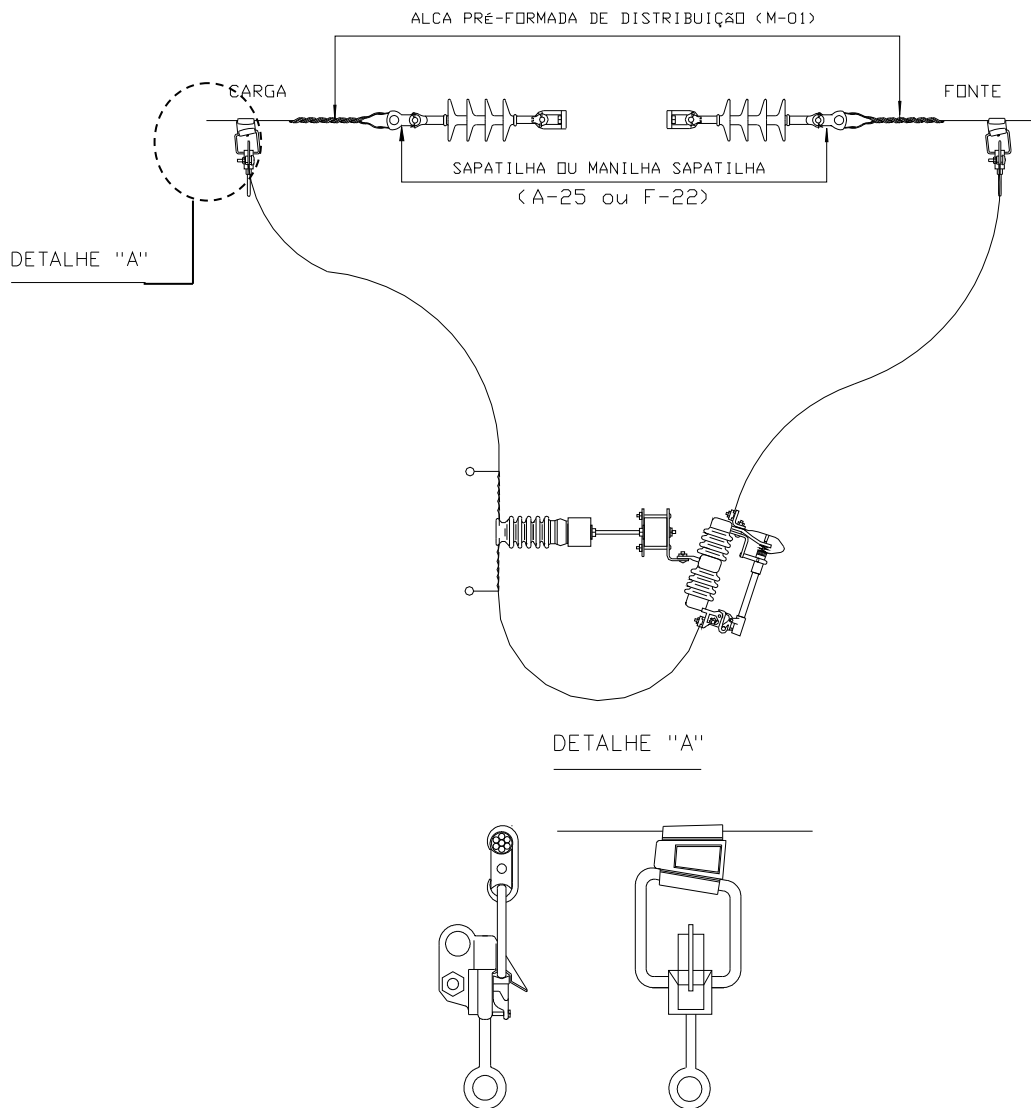 ALCA PRé-FORMADA DE DISTRIBUIÇãO (M-01)
CARGA
FONTE
SAPATILHA OU MANILHA SAPATILHA
(A-25 ou F-22)
DETALHE "A"
DETALHE "A"